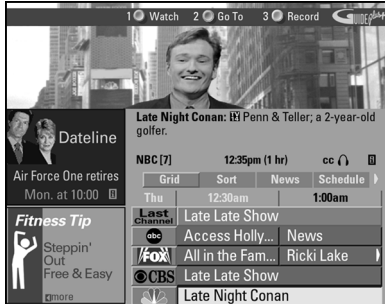 1 Watch 2 Go To 3 Record GUIDE Plus+
Late Night Conan: Penn & Teller; a 2-year-old
golfer.
NBC [7] 12:35pm (1 hr) cc
Dateline
Air Force One retires
Mon. at 10:00
Grid Sort News Schedule
Thu 12:30am 1:00am
Last Channel Late Late Show
abc Access Holly... News
FOX All in the Fam... Ricki Lake
CBS Late Late Show
Late Night Conan
Fitness Tip
Steppin'
Out
Free & Easy
more